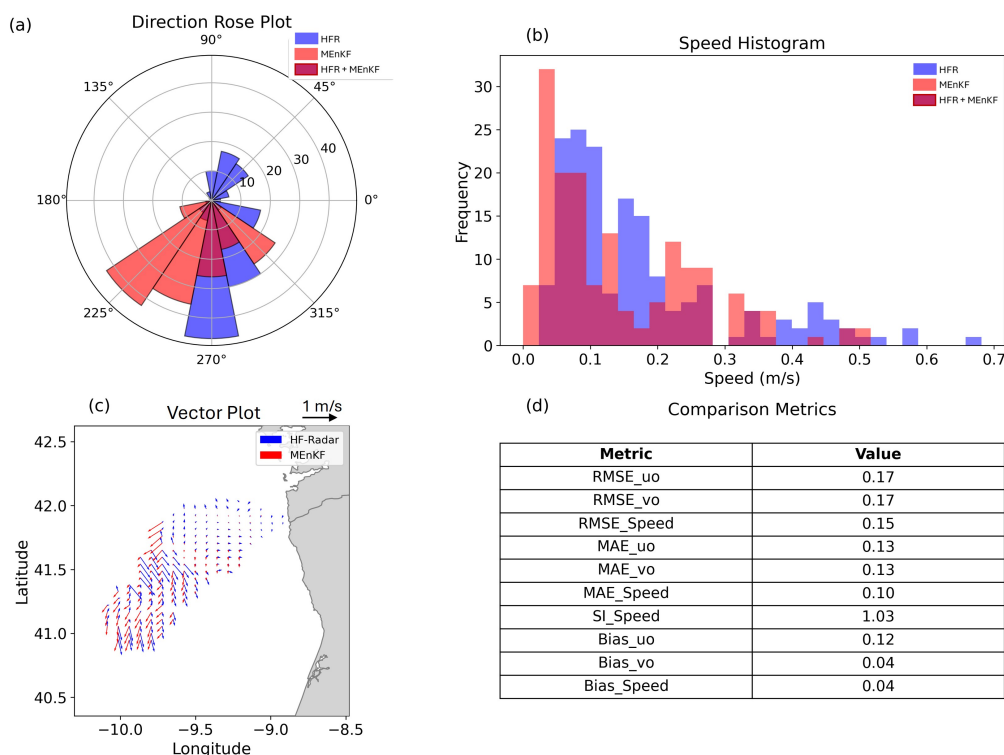 (a)
Direction Rose Plot
90°
HFR
MEnKF
HFR + MEnKF
135°
45°
40
30
20
10
180°
0°
225°
315°
270°
(b)
Speed Histogram
HFR
MEnKF
HFR + MEnKF
Frequency
30
25
20
15
10
5
0
0.0 0.1 0.2 0.3 0.4 0.5 0.6 0.7
Speed (m/s)
(c)
Vector Plot
1 m/s
HF-Radar
MEnKF
Latitude
42.5
42.0
41.5
41.0
40.5
−10.0 −9.5 −9.0 −8.5
Longitude
(d)
Comparison Metrics
Metric Value
RMSE_uo 0.17
RMSE_vo 0.17
RMSE_Speed 0.15
MAE_uo 0.13
MAE_vo 0.13
MAE_Speed 0.10
SI_Speed 1.03
Bias_uo 0.12
Bias_vo 0.04
Bias_Speed 0.04